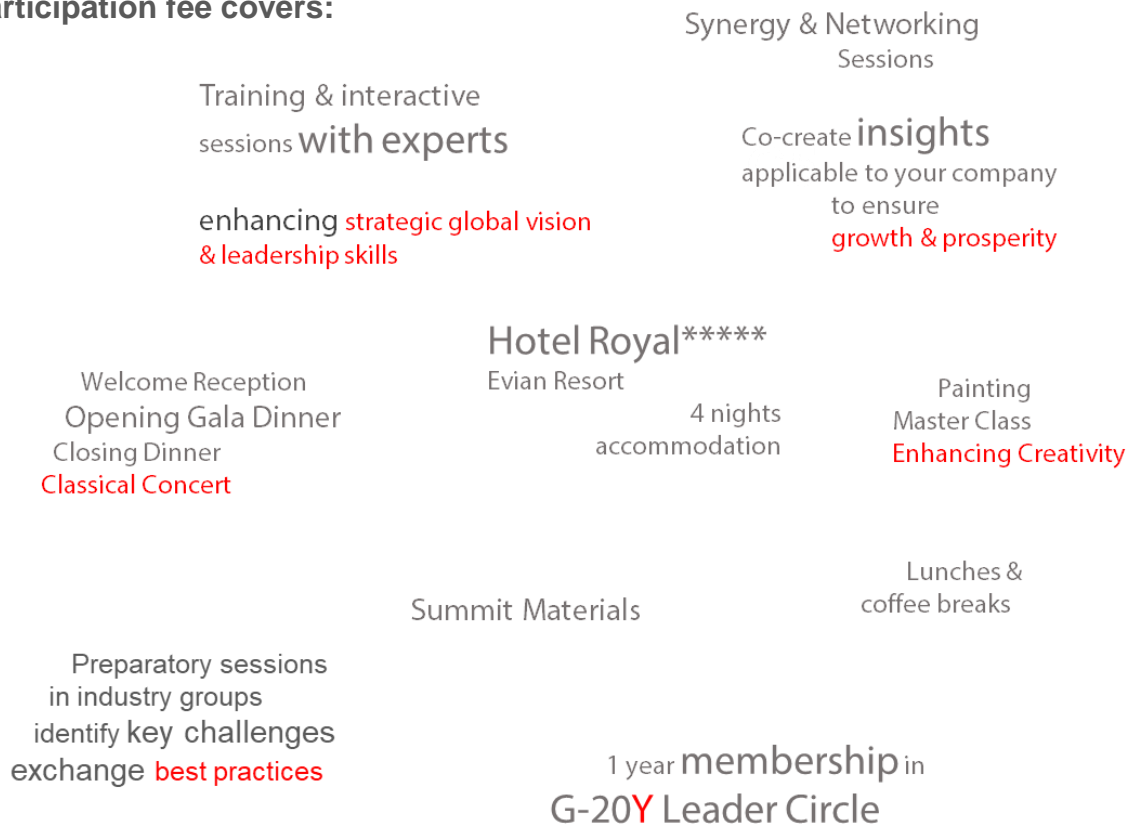 articipation fee covers:
Synergy & Networking
Sessions
Training & interactive
sessions with experts
enhancing strategic global vision
& leadership skills
Co-create insights
applicable to your company
to ensure
growth & prosperity
Hotel Royal*****
Evian Resort
4 nights
accommodation
Welcome Reception
Opening Gala Dinner
Closing Dinner
Classical Concert
Painting
Master Class
Enhancing Creativity
Lunches &
coffee breaks
Summit Materials
Preparatory sessions
in industry groups
identify key challenges
exchange best practices
1 year membership in
G-20Y Leader Circle